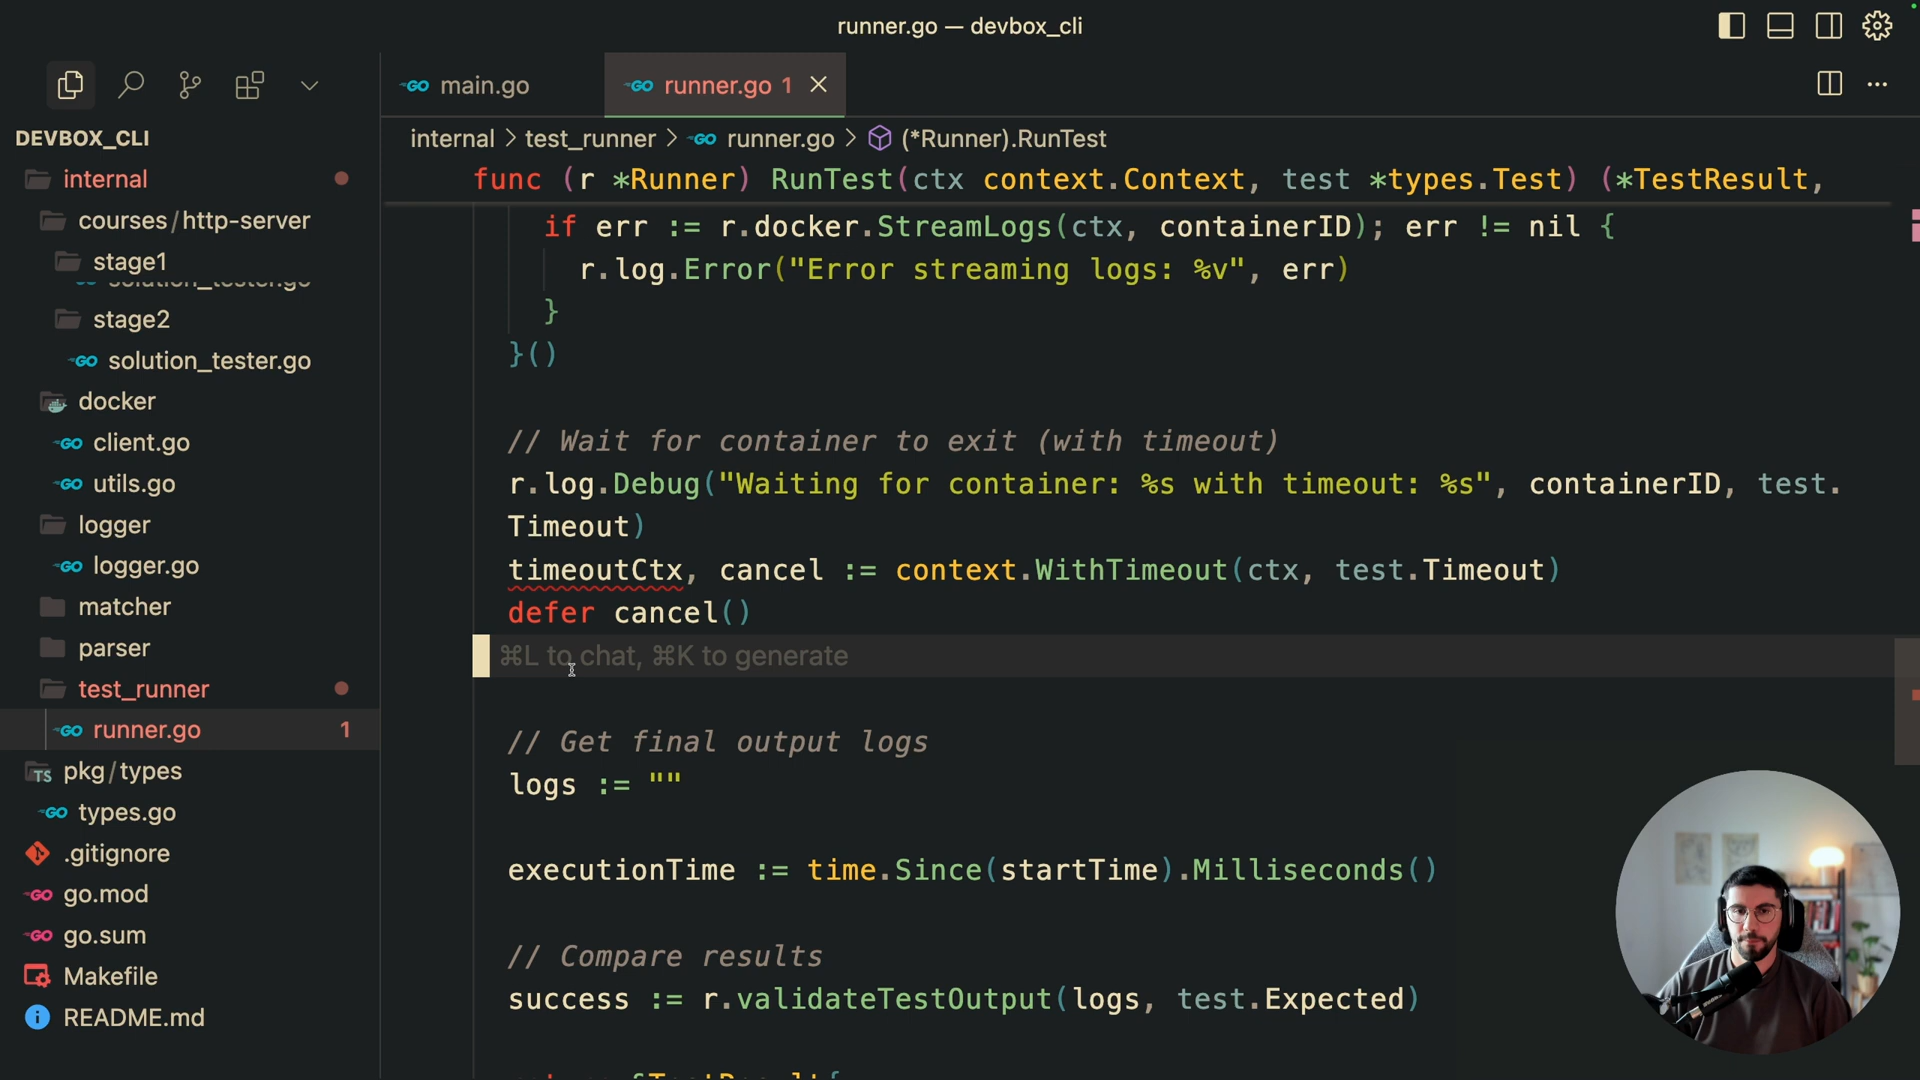 runner.go — devbox_cli
main.go
runner.go 1
DEVBOX_CLI
internal > test_runner > runner.go > (*Runner).RunTest
internal
courses/http-server
stage1
solution_tester.go
stage2
solution_tester.go
docker
client.go
utils.go
logger
logger.go
matcher
parser
test_runner
runner.go 1
pkg/types
types.go
.gitignore
go.mod
go.sum
Makefile
README.md
func (r *Runner) RunTest(ctx context.Context, test *types.Test) (*TestResult,
if err := r.docker.StreamLogs(ctx, containerID); err != nil {
r.log.Error("Error streaming logs: %v", err)
}
}()
// Wait for container to exit (with timeout)
r.log.Debug("Waiting for container: %s with timeout: %s", containerID, test.
Timeout)
timeoutCtx, cancel := context.WithTimeout(ctx, test.Timeout)
defer cancel()
⌘L to chat, ⌘K to generate
// Get final output logs
logs := ""
executionTime := time.Since(startTime).Milliseconds()
// Compare results
success := r.validateTestOutput(logs, test.Expected)
return &TestResult{